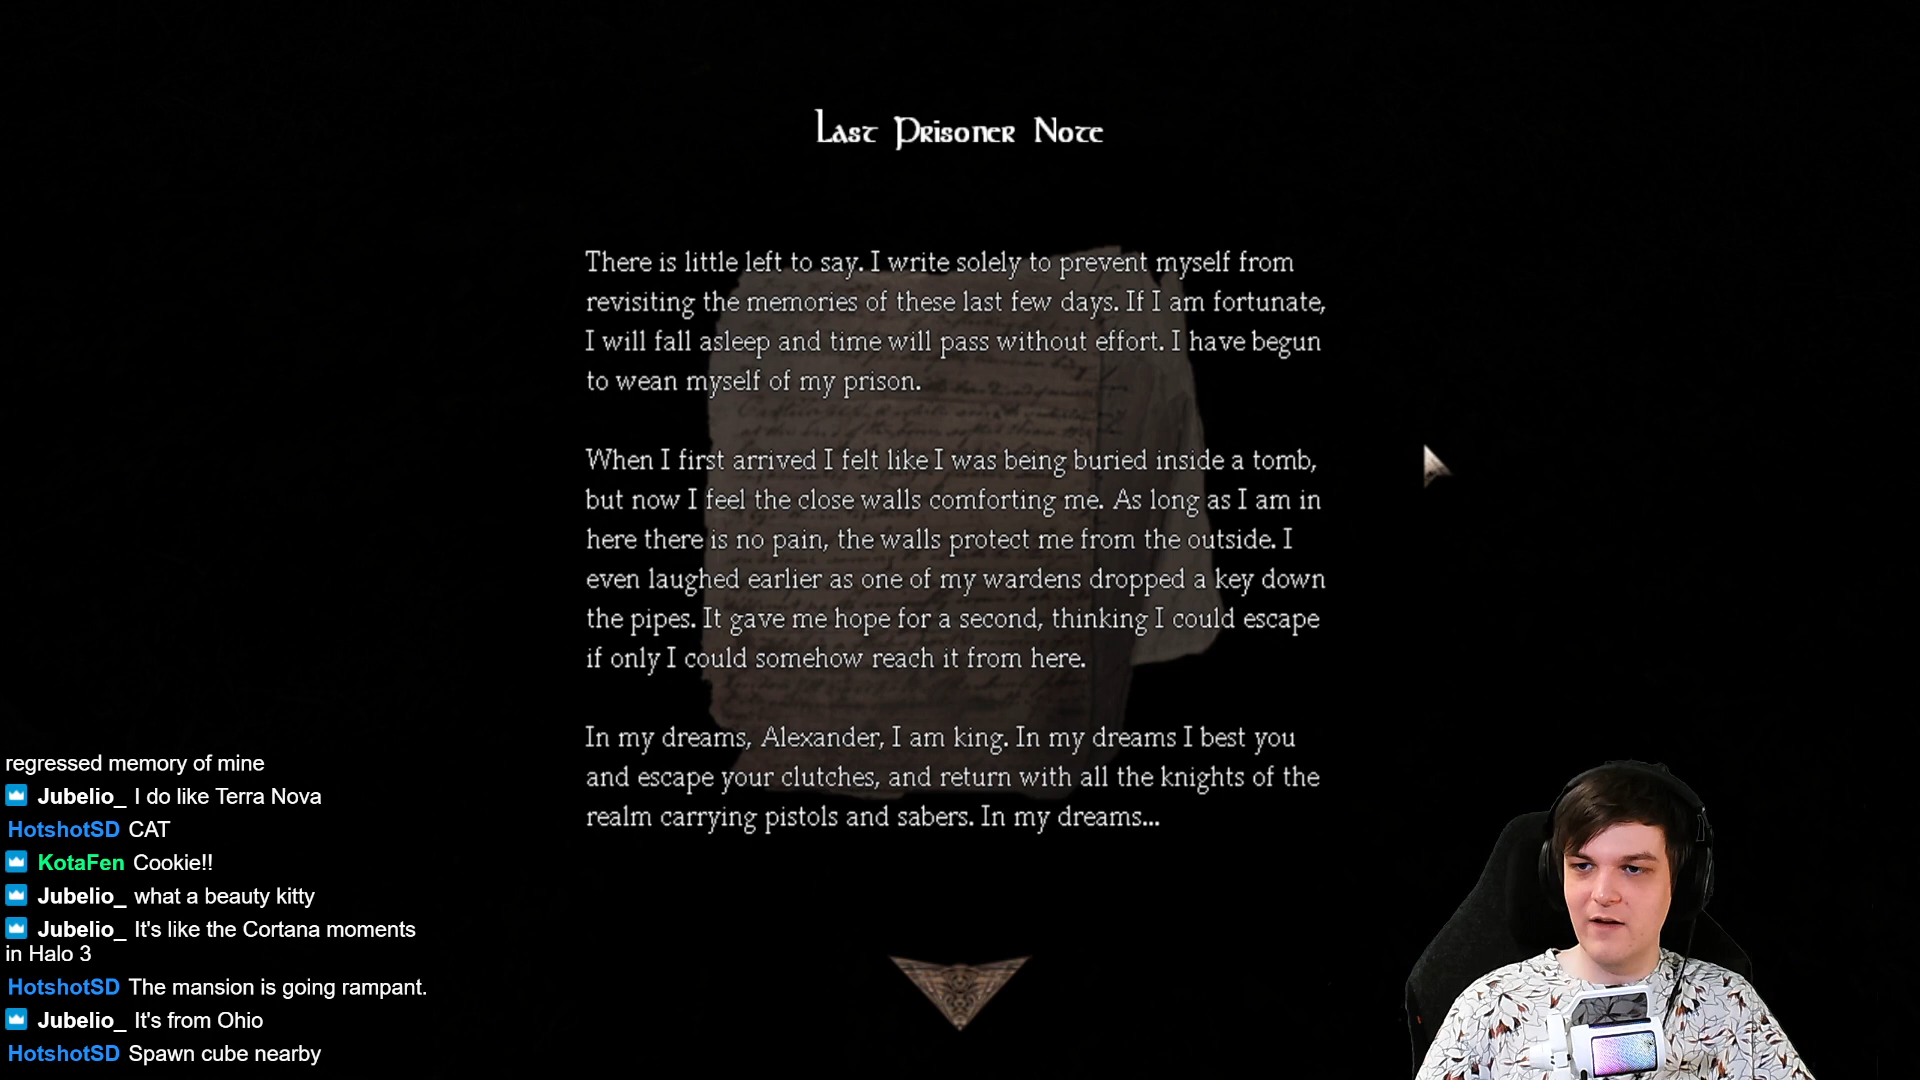 Last Prisoner Note
There is little left to say. I write solely to prevent myself from
revisiting the memories of these last few days. If I am fortunate,
I will fall asleep and time will pass without effort. I have begun
to wean myself of my prison.
When I first arrived I felt like I was being buried inside a tomb,
but now I feel the close walls comforting me. As long as I am in
here there is no pain, the walls protect me from the outside. I
even laughed earlier as one of my wardens dropped a key down
the pipes. It gave me hope for a second, thinking I could escape
if only I could somehow reach it from here.
In my dreams, Alexander, I am king. In my dreams I best you
and escape your clutches, and return with all the knights of the
realm carrying pistols and sabers. In my dreams...
regressed memory of mine
Jubelio_ I do like Terra Nova
HotshotSD CAT
KotaFen Cookie!!
Jubelio_ what a beauty kitty
Jubelio_ It's like the Cortana moments
in Halo 3
HotshotSD The mansion is going rampant.
Jubelio_ It's from Ohio
HotshotSD Spawn cube nearby